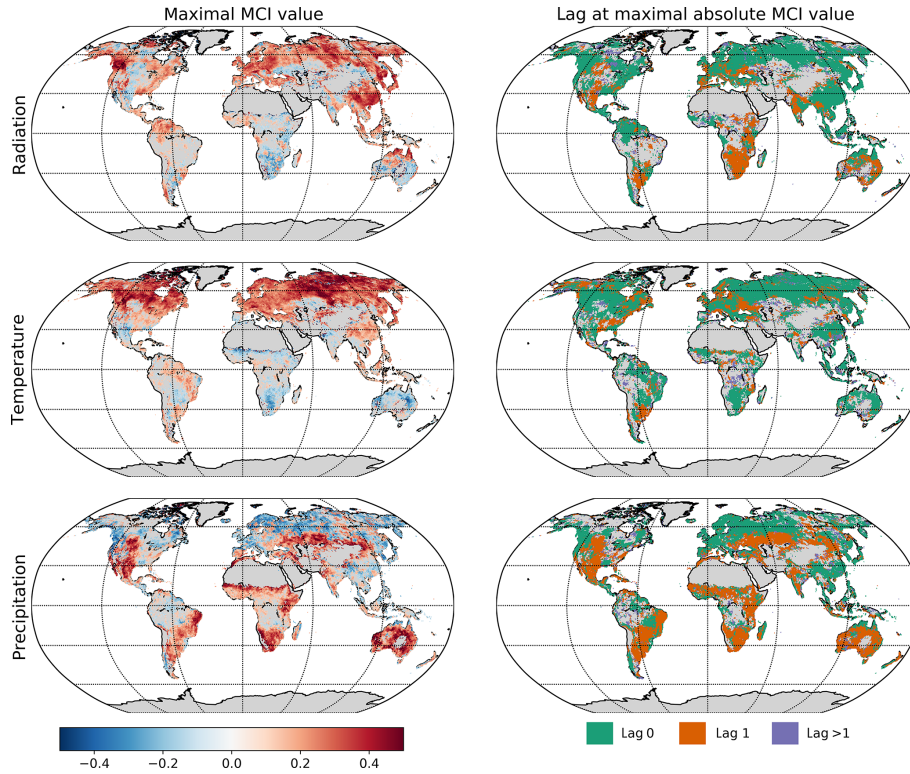 Maximal MCI value
Lag at maximal absolute MCI value
Radiation
Temperature
Precipitation
−0.4 −0.2 0.0 0.2 0.4
Lag 0 Lag 1 Lag >1